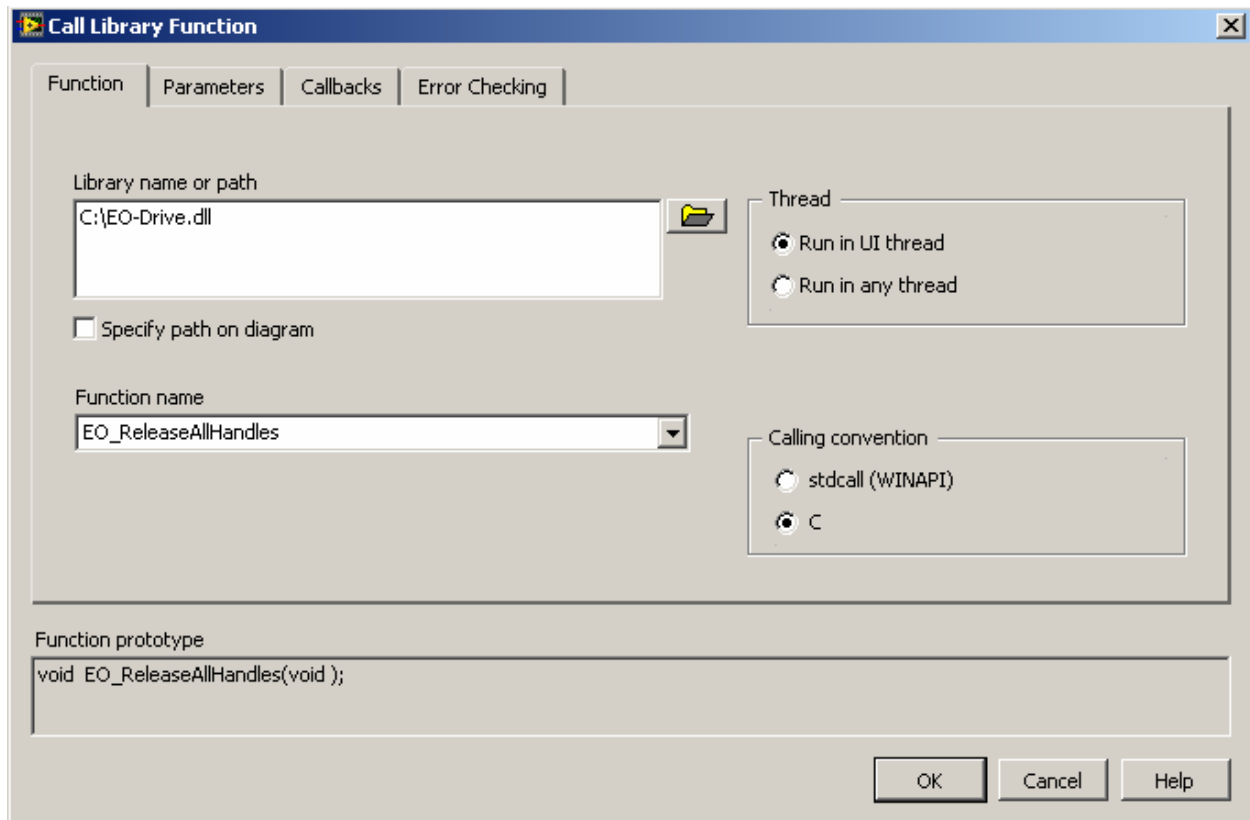 Call Library Function
Function
Parameters
Callbacks
Error Checking
Library name or path
C:\EO-Drive.dll
Specify path on diagram
Function name
EO_ReleaseAllHandles
Thread
Run in UI thread
Run in any thread
Calling convention
stdcall (WINAPI)
C
Function prototype
void EO_ReleaseAllHandles(void );
OK
Cancel
Help